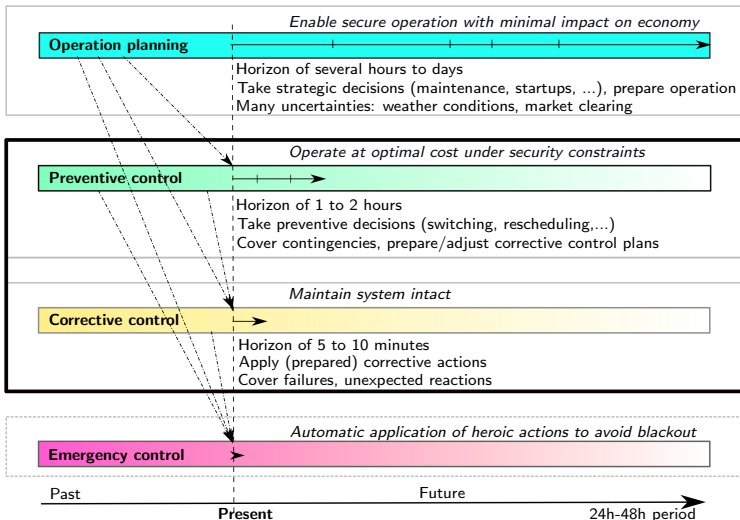 Enable secure operation with minimal impact on economy
Operation planning
Horizon of several hours to days
Take strategic decisions (maintenance, startups, ...), prepare operation
Many uncertainties: weather conditions, market clearing
Operate at optimal cost under security constraints
Preventive control
Horizon of 1 to 2 hours
Take preventive decisions (switching, rescheduling,...)
Cover contingencies, prepare/adjust corrective control plans
Maintain system intact
Corrective control
Horizon of 5 to 10 minutes
Apply (prepared) corrective actions
Cover failures, unexpected reactions
Automatic application of heroic actions to avoid blackout
Emergency control
Past
Future
Present
24h-48h period